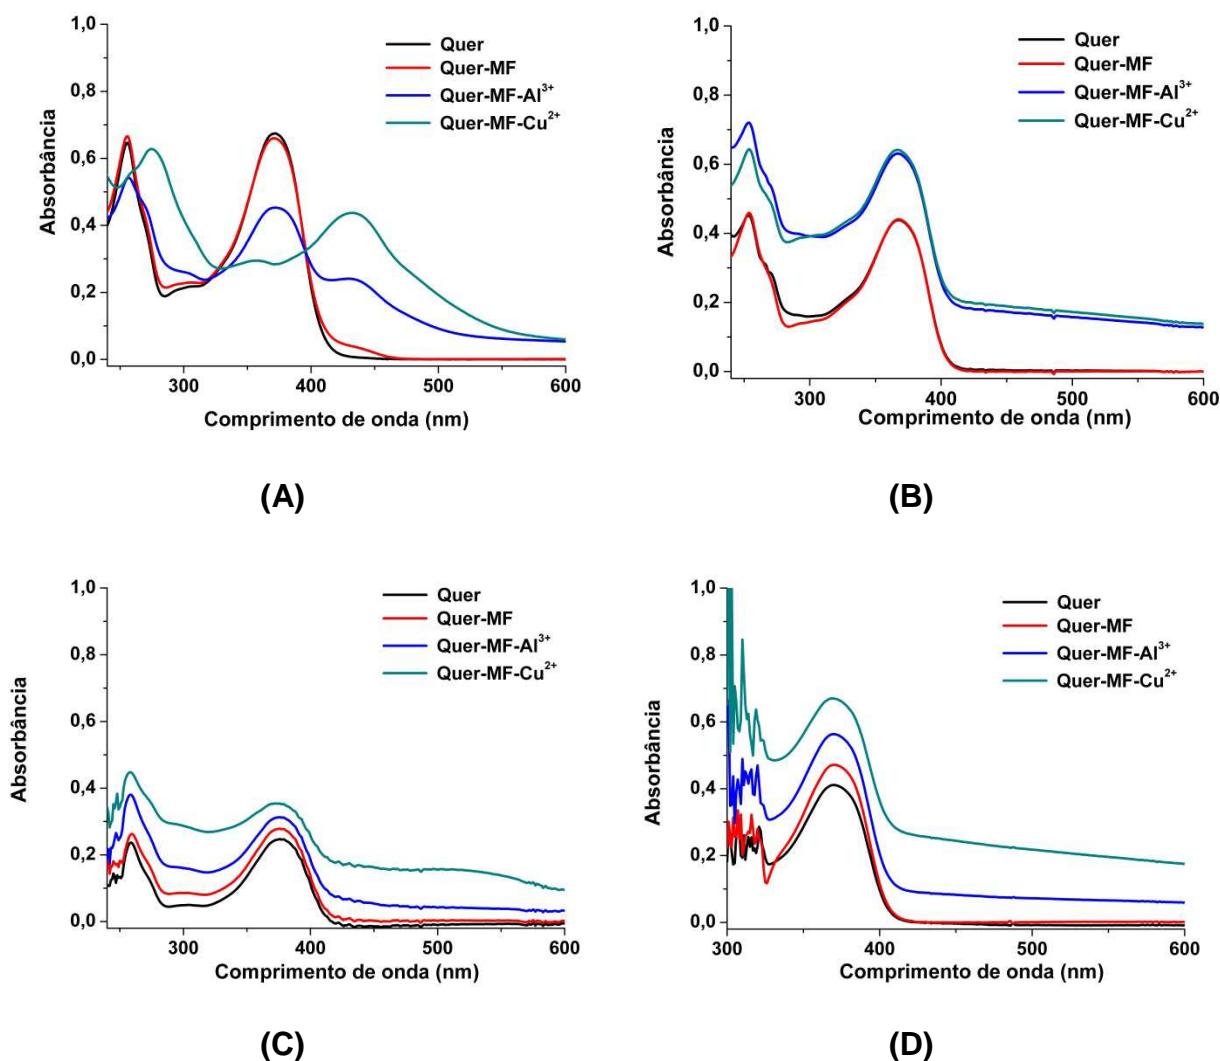 1,0
0,8
0,6
0,4
0,2
0,0
Absorbância
Quer
Quer-MF
Quer-MF-Al³⁺
Quer-MF-Cu²⁺
300
400
500
600
Comprimento de onda (nm)
(A)
1,0
0,8
0,6
0,4
0,2
0,0
Absorbância
Quer
Quer-MF
Quer-MF-Al³⁺
Quer-MF-Cu²⁺
300
400
500
600
Comprimento de onda (nm)
(B)
1,0
0,8
0,6
0,4
0,2
0,0
Absorbância
Quer
Quer-MF
Quer-MF-Al³⁺
Quer-MF-Cu²⁺
300
400
500
600
Comprimento de onda (nm)
(C)
1,0
0,8
0,6
0,4
0,2
0,0
Absorbância
Quer
Quer-MF
Quer-MF-Al³⁺
Quer-MF-Cu²⁺
300
400
500
600
Comprimento de onda (nm)
(D)